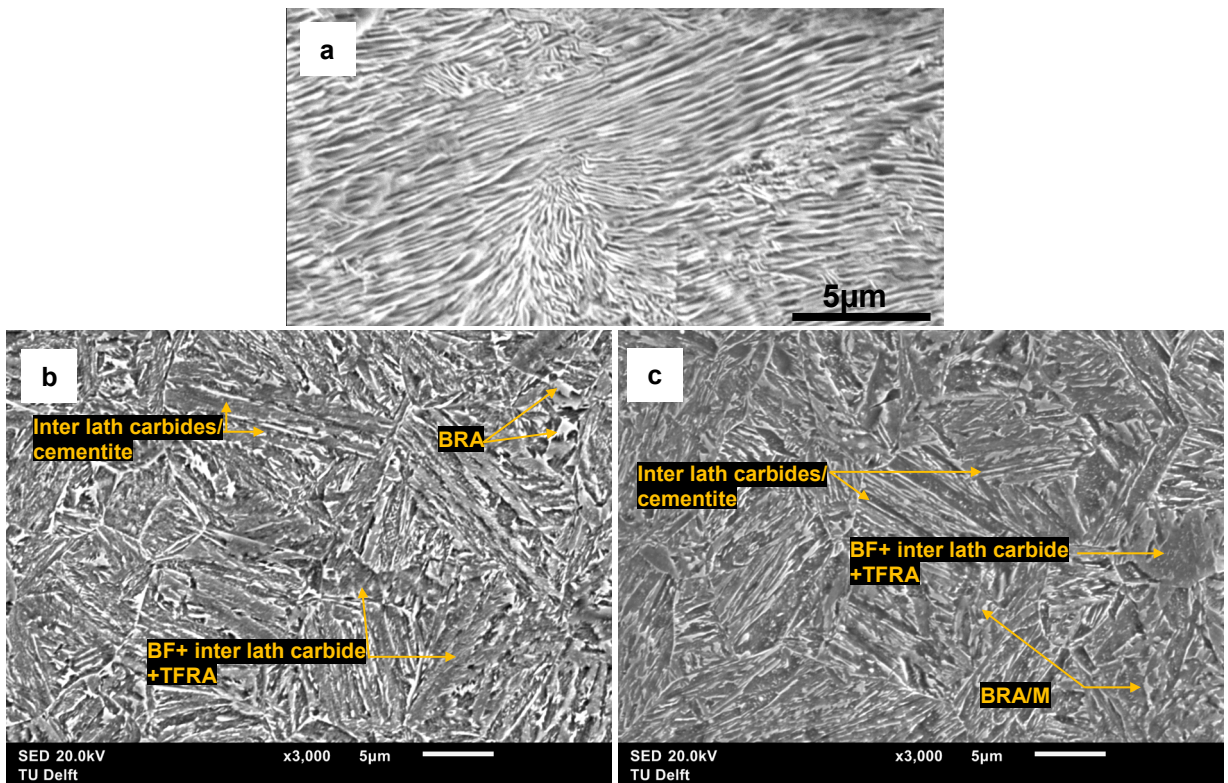 a
5µm
b
Inter lath carbides/
cementite
BRA
BF+ inter lath carbide
+TFRA
SED 20.0kV x3,000 5µm
TU Delft
c
Inter lath carbides/
cementite
BF+ inter lath carbide
+TFRA
BRA/M
SED 20.0kV x3,000 5µm
TU Delft